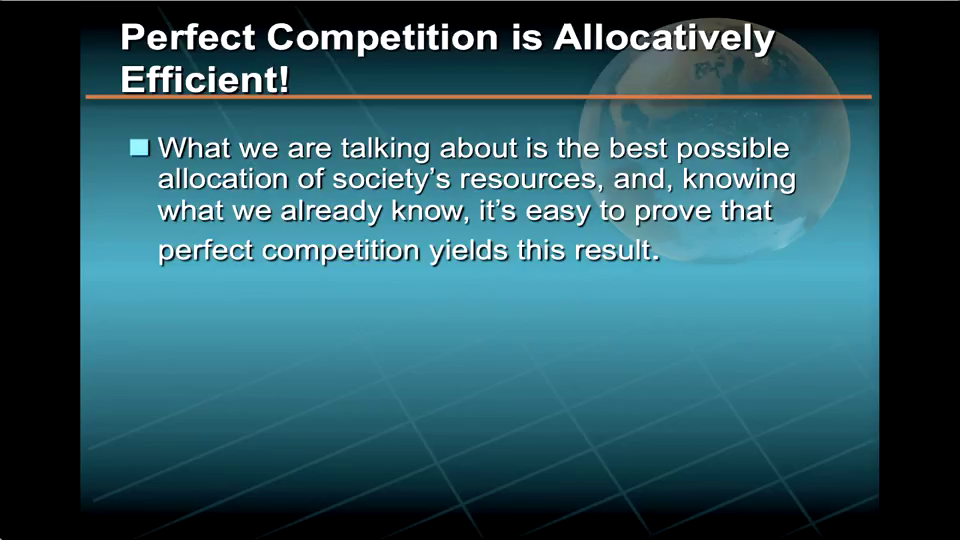 Perfect Competition is Allocatively
Efficient!
What we are talking about is the best possible
allocation of society’s resources, and, knowing
what we already know, it’s easy to prove that
perfect competition yields this result.